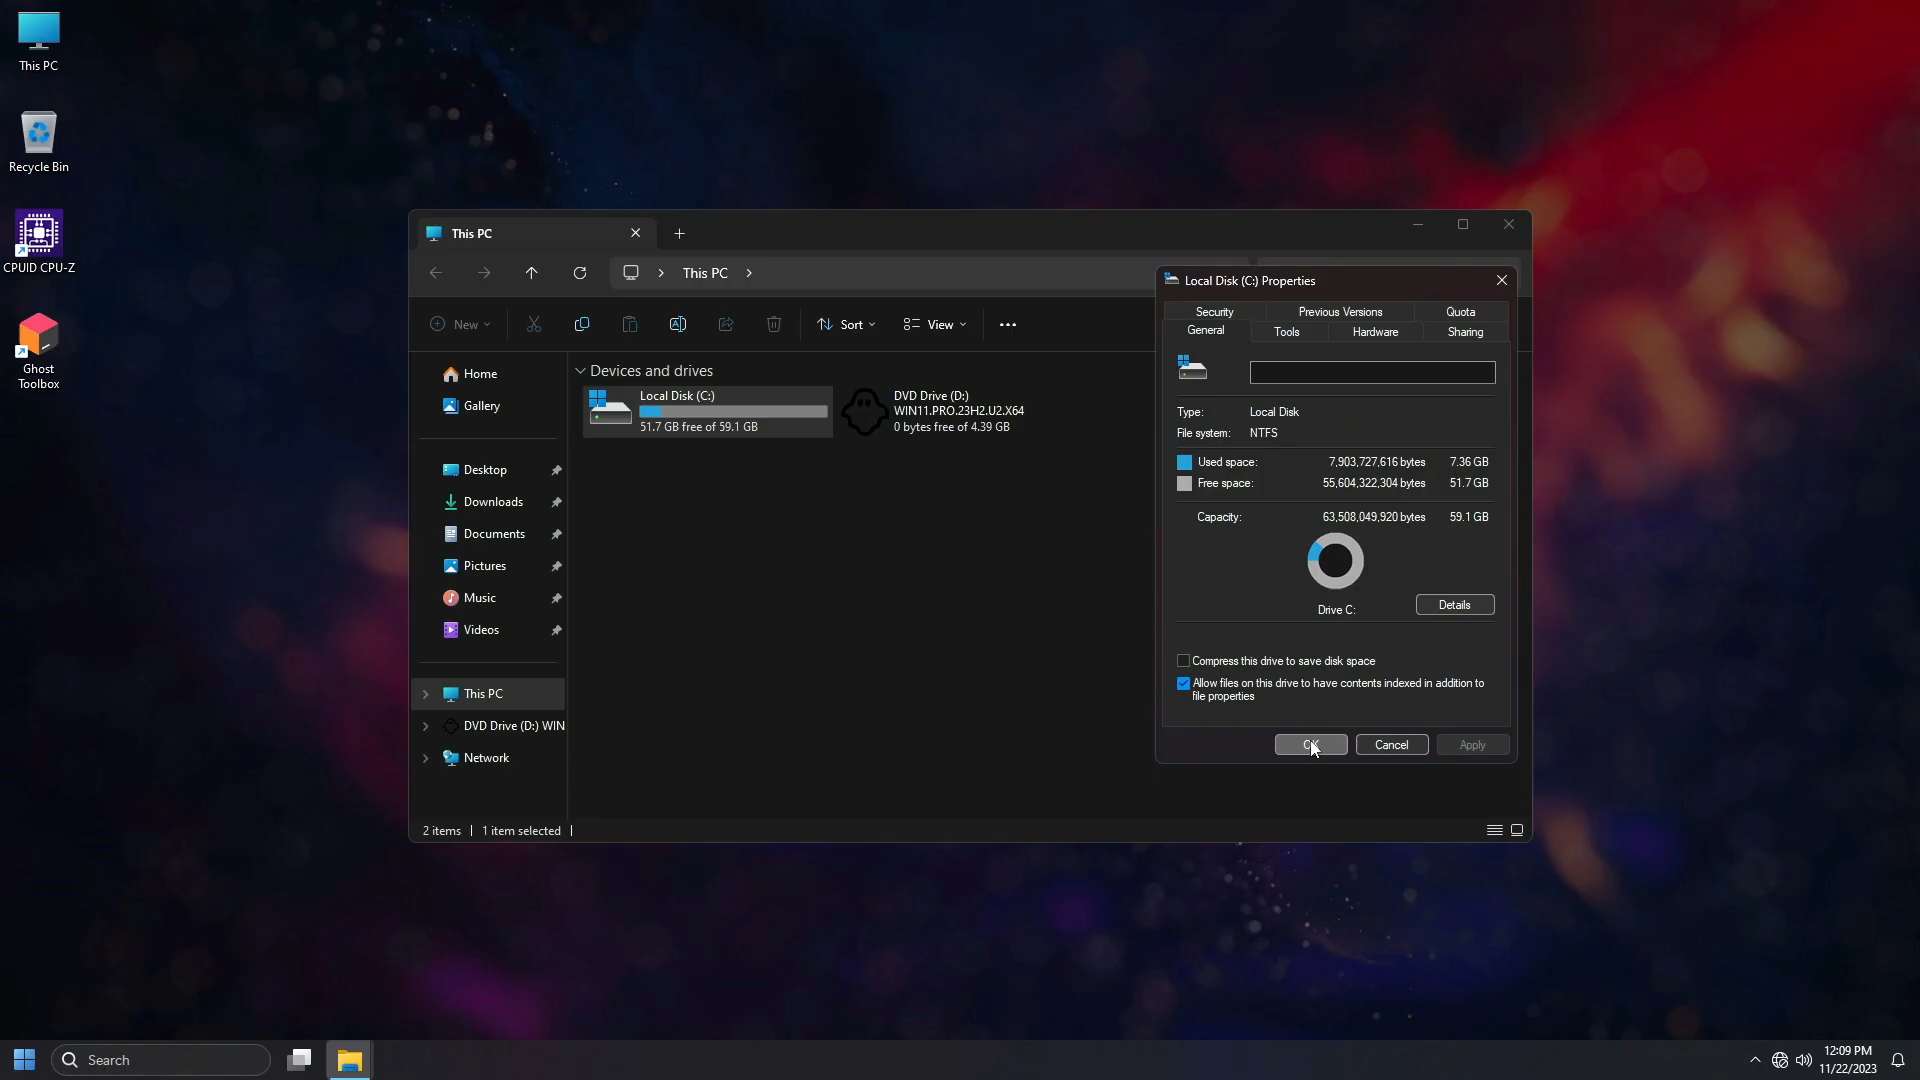 This PC
Recycle Bin
CPUID CPU-Z
Ghost
Toolbox
This PC
This PC
New
Sort
View
Home
Gallery
Desktop
Downloads
Documents
Pictures
Music
Videos
This PC
DVD Drive (D:) WIN
Network
Devices and drives
Local Disk (C:)
51.7 GB free of 59.1 GB
DVD Drive (D:)
WIN11.PRO.23H2.U2.X64
0 bytes free of 4.39 GB
2 items
1 item selected
Local Disk (C:) Properties
Security Previous Versions Quota
General Tools Hardware Sharing
Type: Local Disk
File system: NTFS
Used space: 7,903,727,616 bytes 7.36 GB
Free space: 55,604,322,304 bytes 51.7 GB
Capacity: 63,508,049,920 bytes 59.1 GB
Drive C:
Details
Compress this drive to save disk space
Allow files on this drive to have contents indexed in addition to
file properties
OK Cancel Apply
Search
12:09 PM
11/22/2023